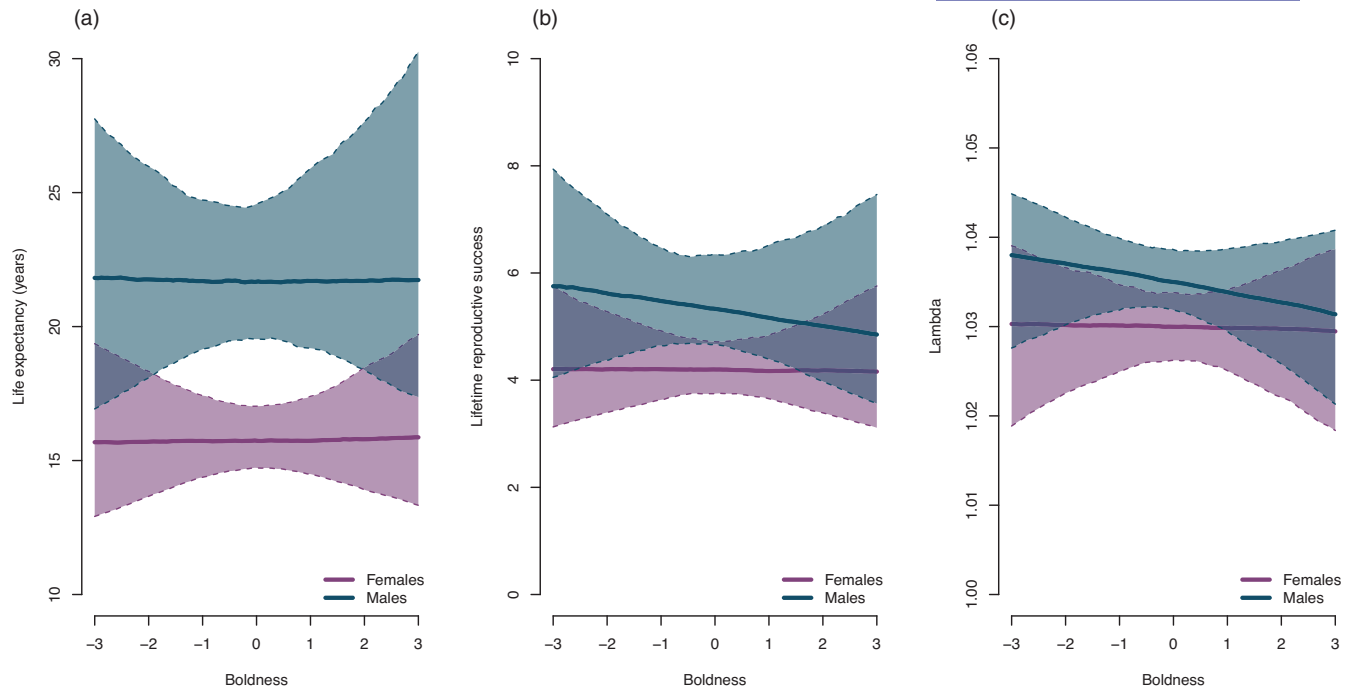 (a)
Life expectancy (years)
30
25
20
15
10
Females
Males
−3 −2 −1 0 1 2 3
Boldness
(b)
Lifetime reproductive success
10
8
6
4
2
0
Females
Males
−3 −2 −1 0 1 2 3
Boldness
(c)
Lambda
1.06
1.05
1.04
1.03
1.02
1.01
1.00
Females
Males
−3 −2 −1 0 1 2 3
Boldness